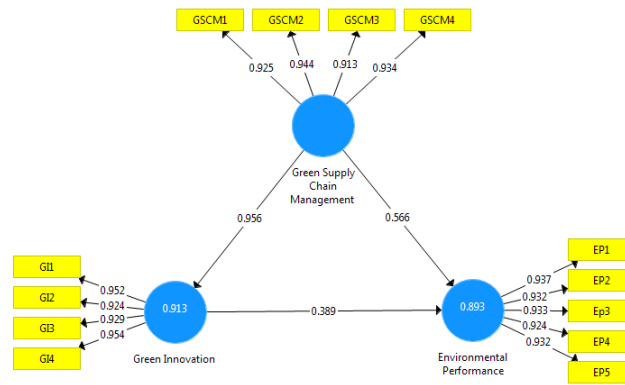 GSCM1 GSCM2 GSCM3 GSCM4
0.925 0.944 0.913 0.934
Green Supply
Chain
Management
0.956 0.566
GI1
GI2
GI3
GI4
0.952
0.924
0.929
0.954
0.913
Green Innovation
0.389
0.893
Environmental
Performance
0.937
0.932
0.933
0.924
0.932
EP1
EP2
Ep3
EP4
EP5